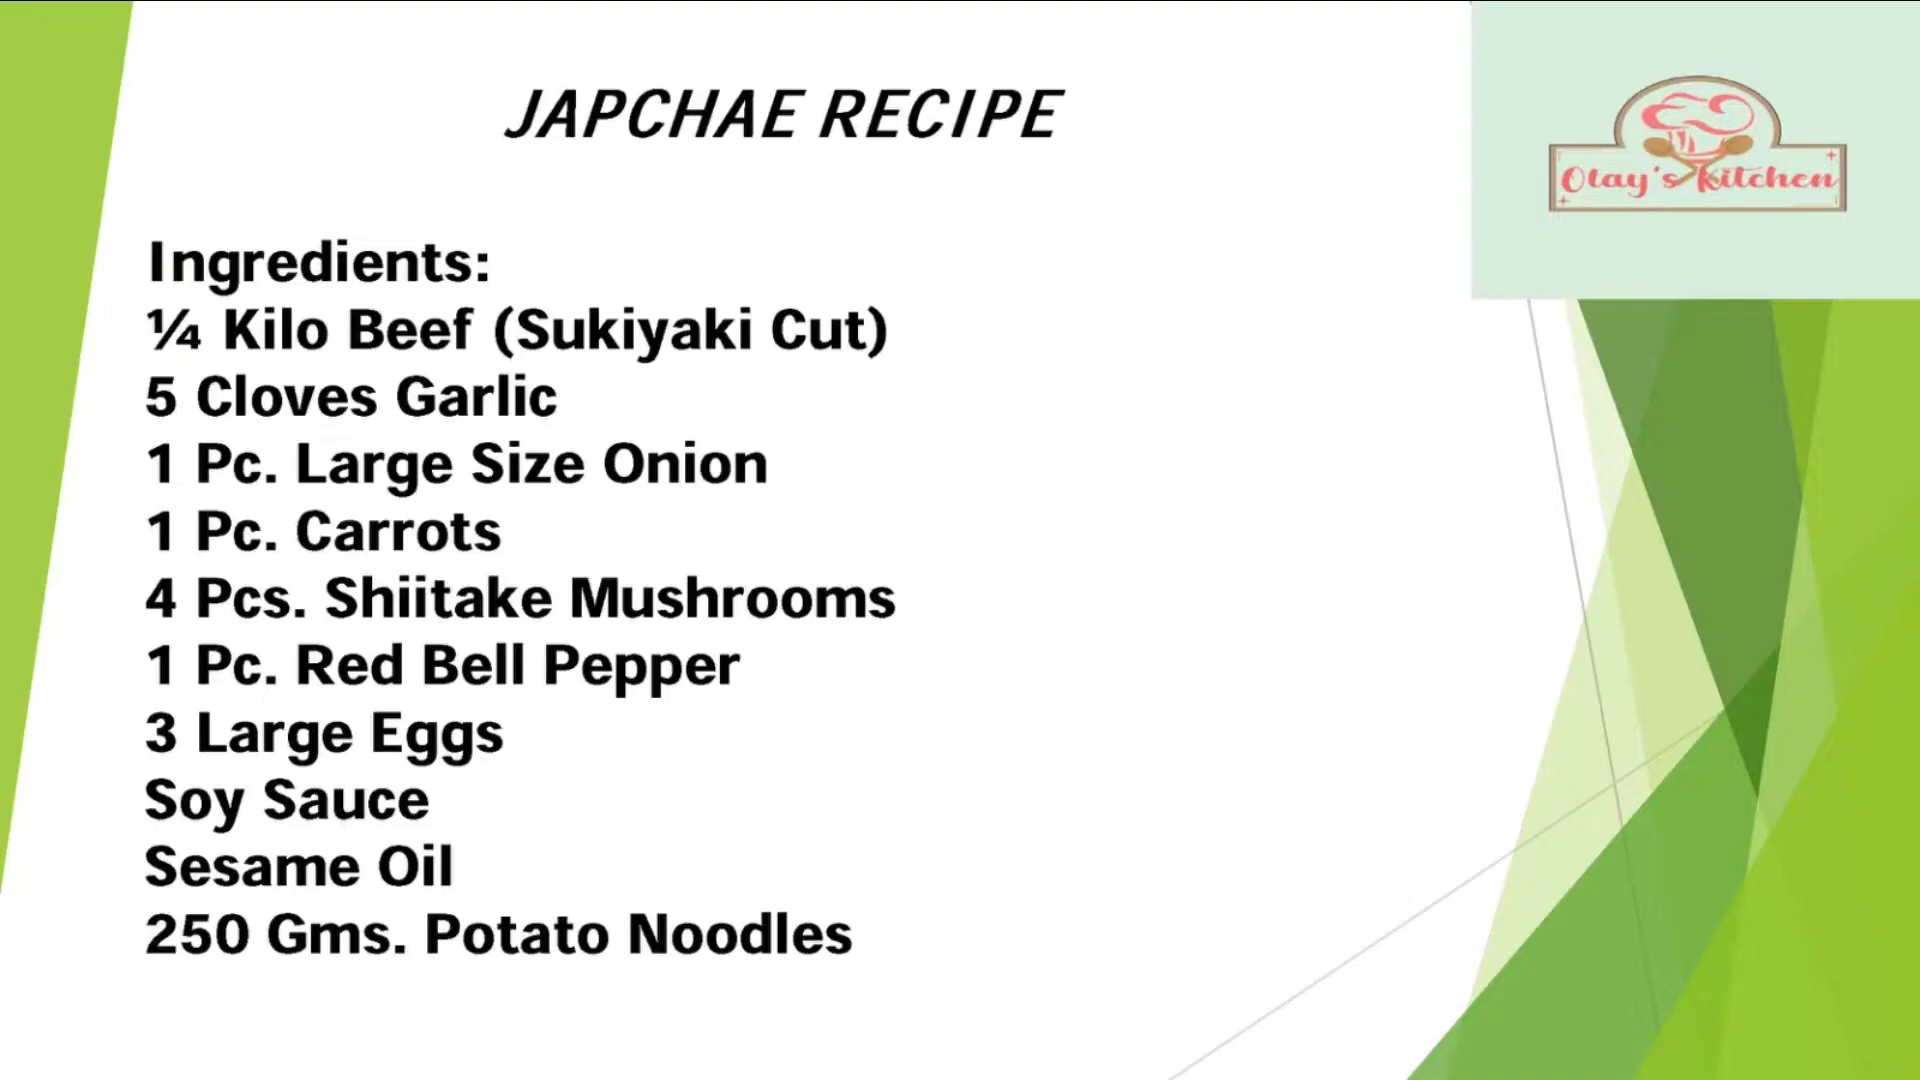 JAPCHAE RECIPE
Olay's kitchen
Ingredients:
¼ Kilo Beef (Sukiyaki Cut)
5 Cloves Garlic
1 Pc. Large Size Onion
1 Pc. Carrots
4 Pcs. Shiitake Mushrooms
1 Pc. Red Bell Pepper
3 Large Eggs
Soy Sauce
Sesame Oil
250 Gms. Potato Noodles